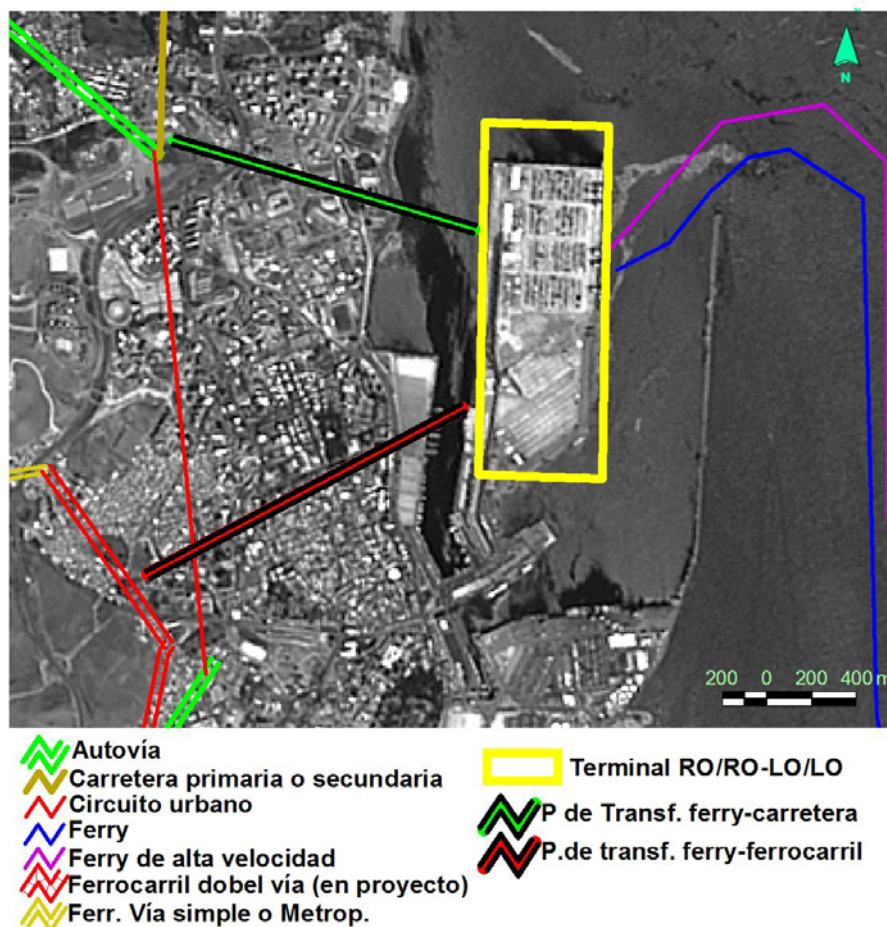 N
200 0 200 400 m
Autovía
Carretera primaria o secundaria
Circuito urbano
Ferry
Ferry de alta velocidad
Ferrocarril dobel vía (en proyecto)
Ferr. Vía simple o Metrop.
Terminal RO/RO-LO/LO
P de Transf. ferry-carretera
P.de transf. ferry-ferrocarril